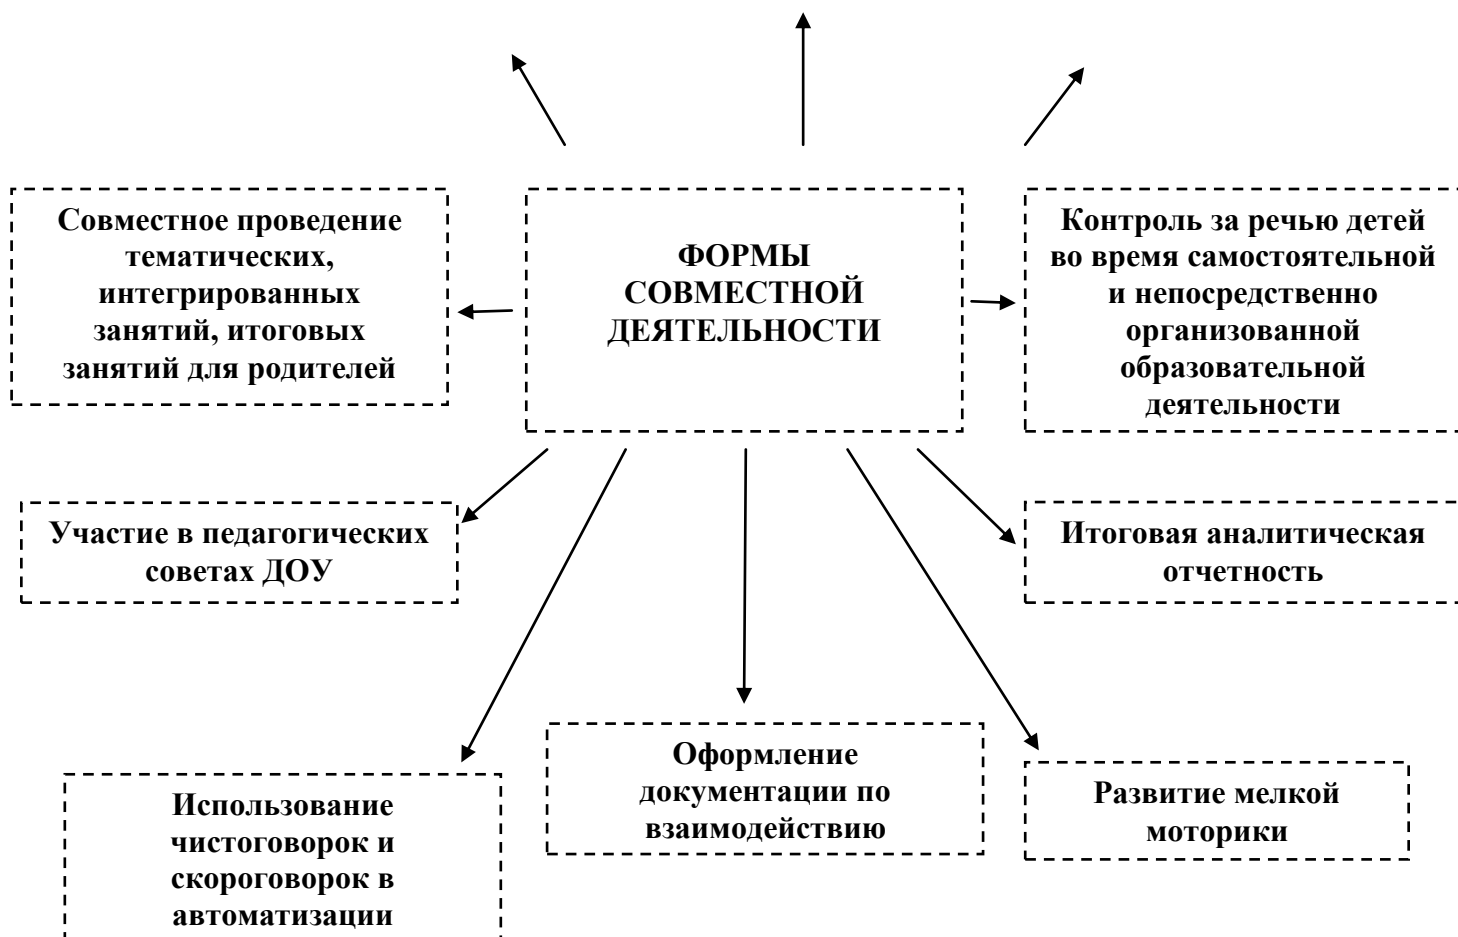 Совместное проведение
тематических,
интегрированных
занятий, итоговых
занятий для родителей
ФОРМЫ
СОВМЕСТНОЙ
ДЕЯТЕЛЬНОСТИ
Контроль за речью детей
во время самостоятельной
и непосредственно
организованной
образовательной
деятельности
Участие в педагогических
советах ДОУ
Итоговая аналитическая
отчетность
Использование
чистоговорок и
скороговорок в
автоматизации
Оформление
документации по
взаимодействию
Развитие мелкой
моторики